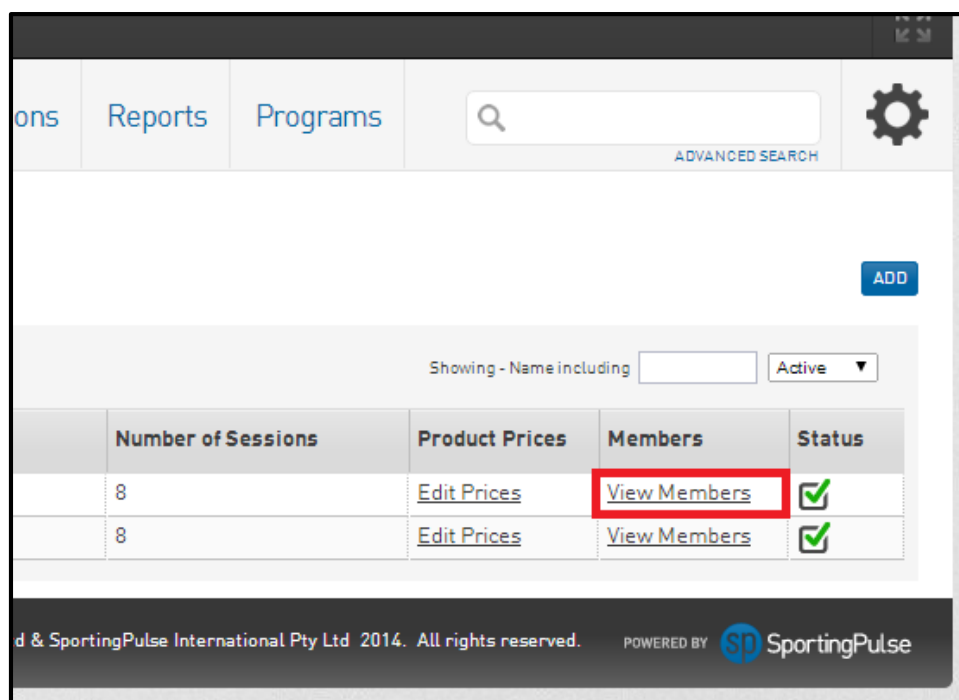 ons Reports Programs
ADVANCED SEARCH
ADD
Showing - Name including Active
Number of Sessions Product Prices Members Status
8 Edit Prices View Members
8 Edit Prices View Members
d & SportingPulse International Pty Ltd 2014. All rights reserved. POWERED BY sp SportingPulse